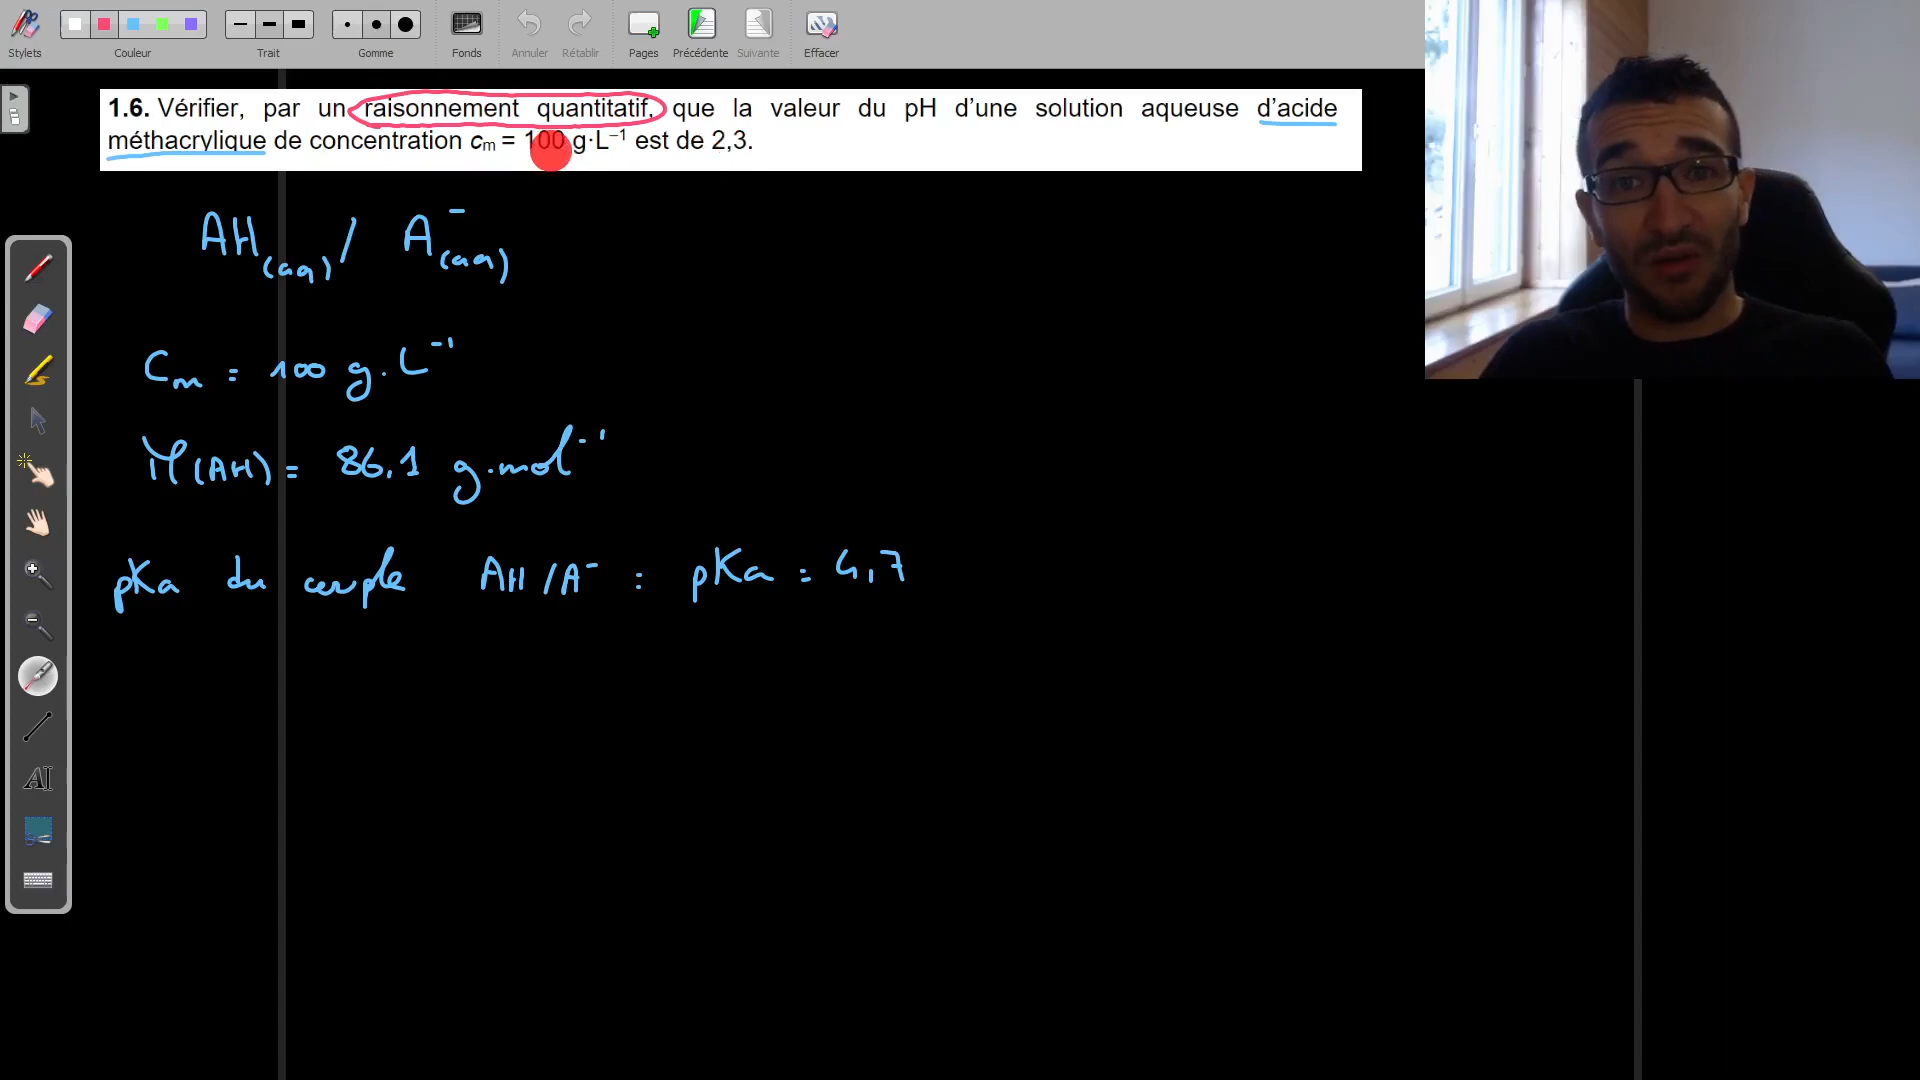 Stylets Couleur Trait Gomme Fonds Annuler Rétablir Pages Précédente Suivante Effacer
1.6. Vérifier, par un raisonnement quantitatif, que la valeur du pH d’une solution aqueuse d’acide
méthacrylique de concentration cm = 100 g·L⁻¹ est de 2,3.
AH(aq) / A⁻(aq)
Cm = 100 g.L⁻¹
M(AH) = 86,1 g.mol⁻¹
pKa du couple AH/A⁻ : pKa = 4,7
AI